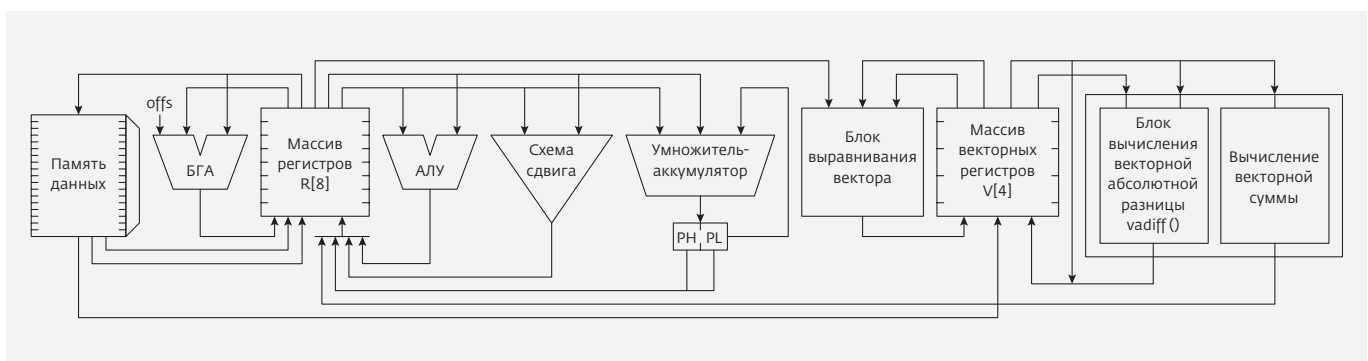 offs
Память
данных
БГА
Массив
регистров
R[8]
АЛУ
Схема
сдвига
Умножитель-
аккумулятор
PH PL
Блок
выравнивания
вектора
Массив
векторных
регистров
V[4]
Блок
вычисления
векторной
абсолютной
разницы
vadiff ()
Вычисление
векторной
суммы